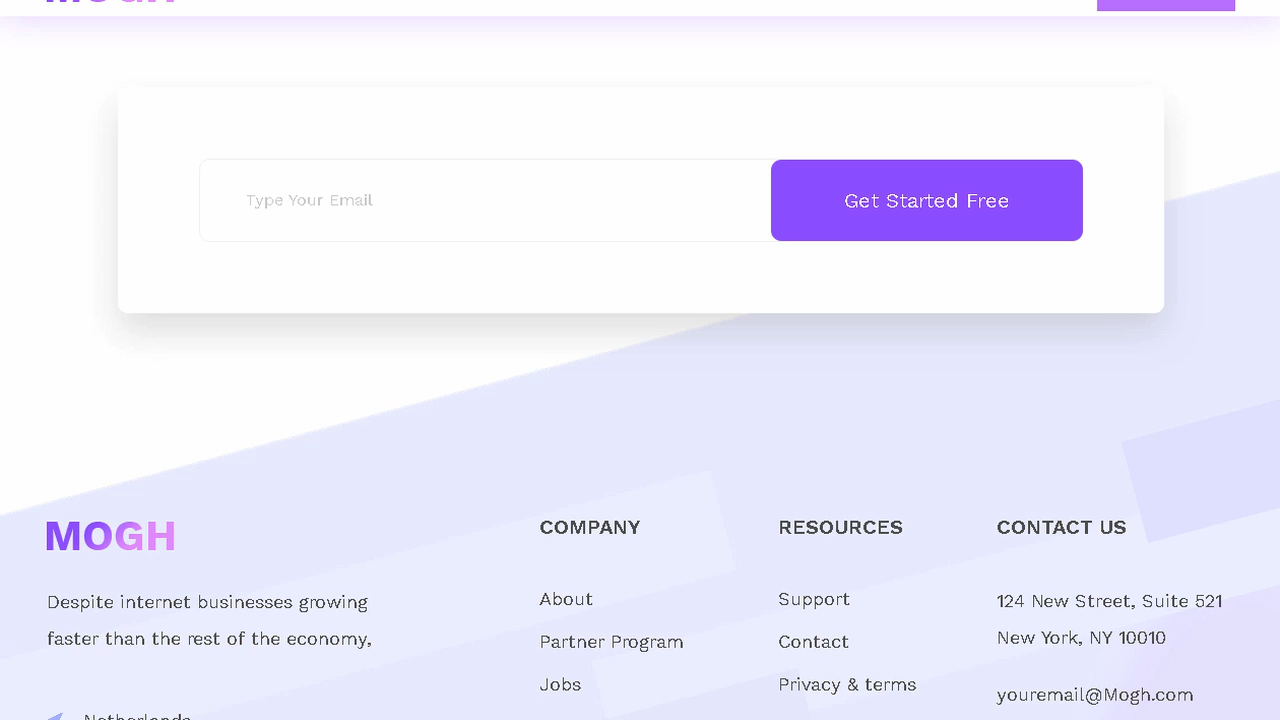 MOGH
Type Your Email
Get Started Free
MOGH
Despite internet businesses growing
faster than the rest of the economy,
Netherlands
COMPANY
About
Partner Program
Jobs
RESOURCES
Support
Contact
Privacy & terms
CONTACT US
124 New Street, Suite 521
New York, NY 10010
youremail@Mogh.com